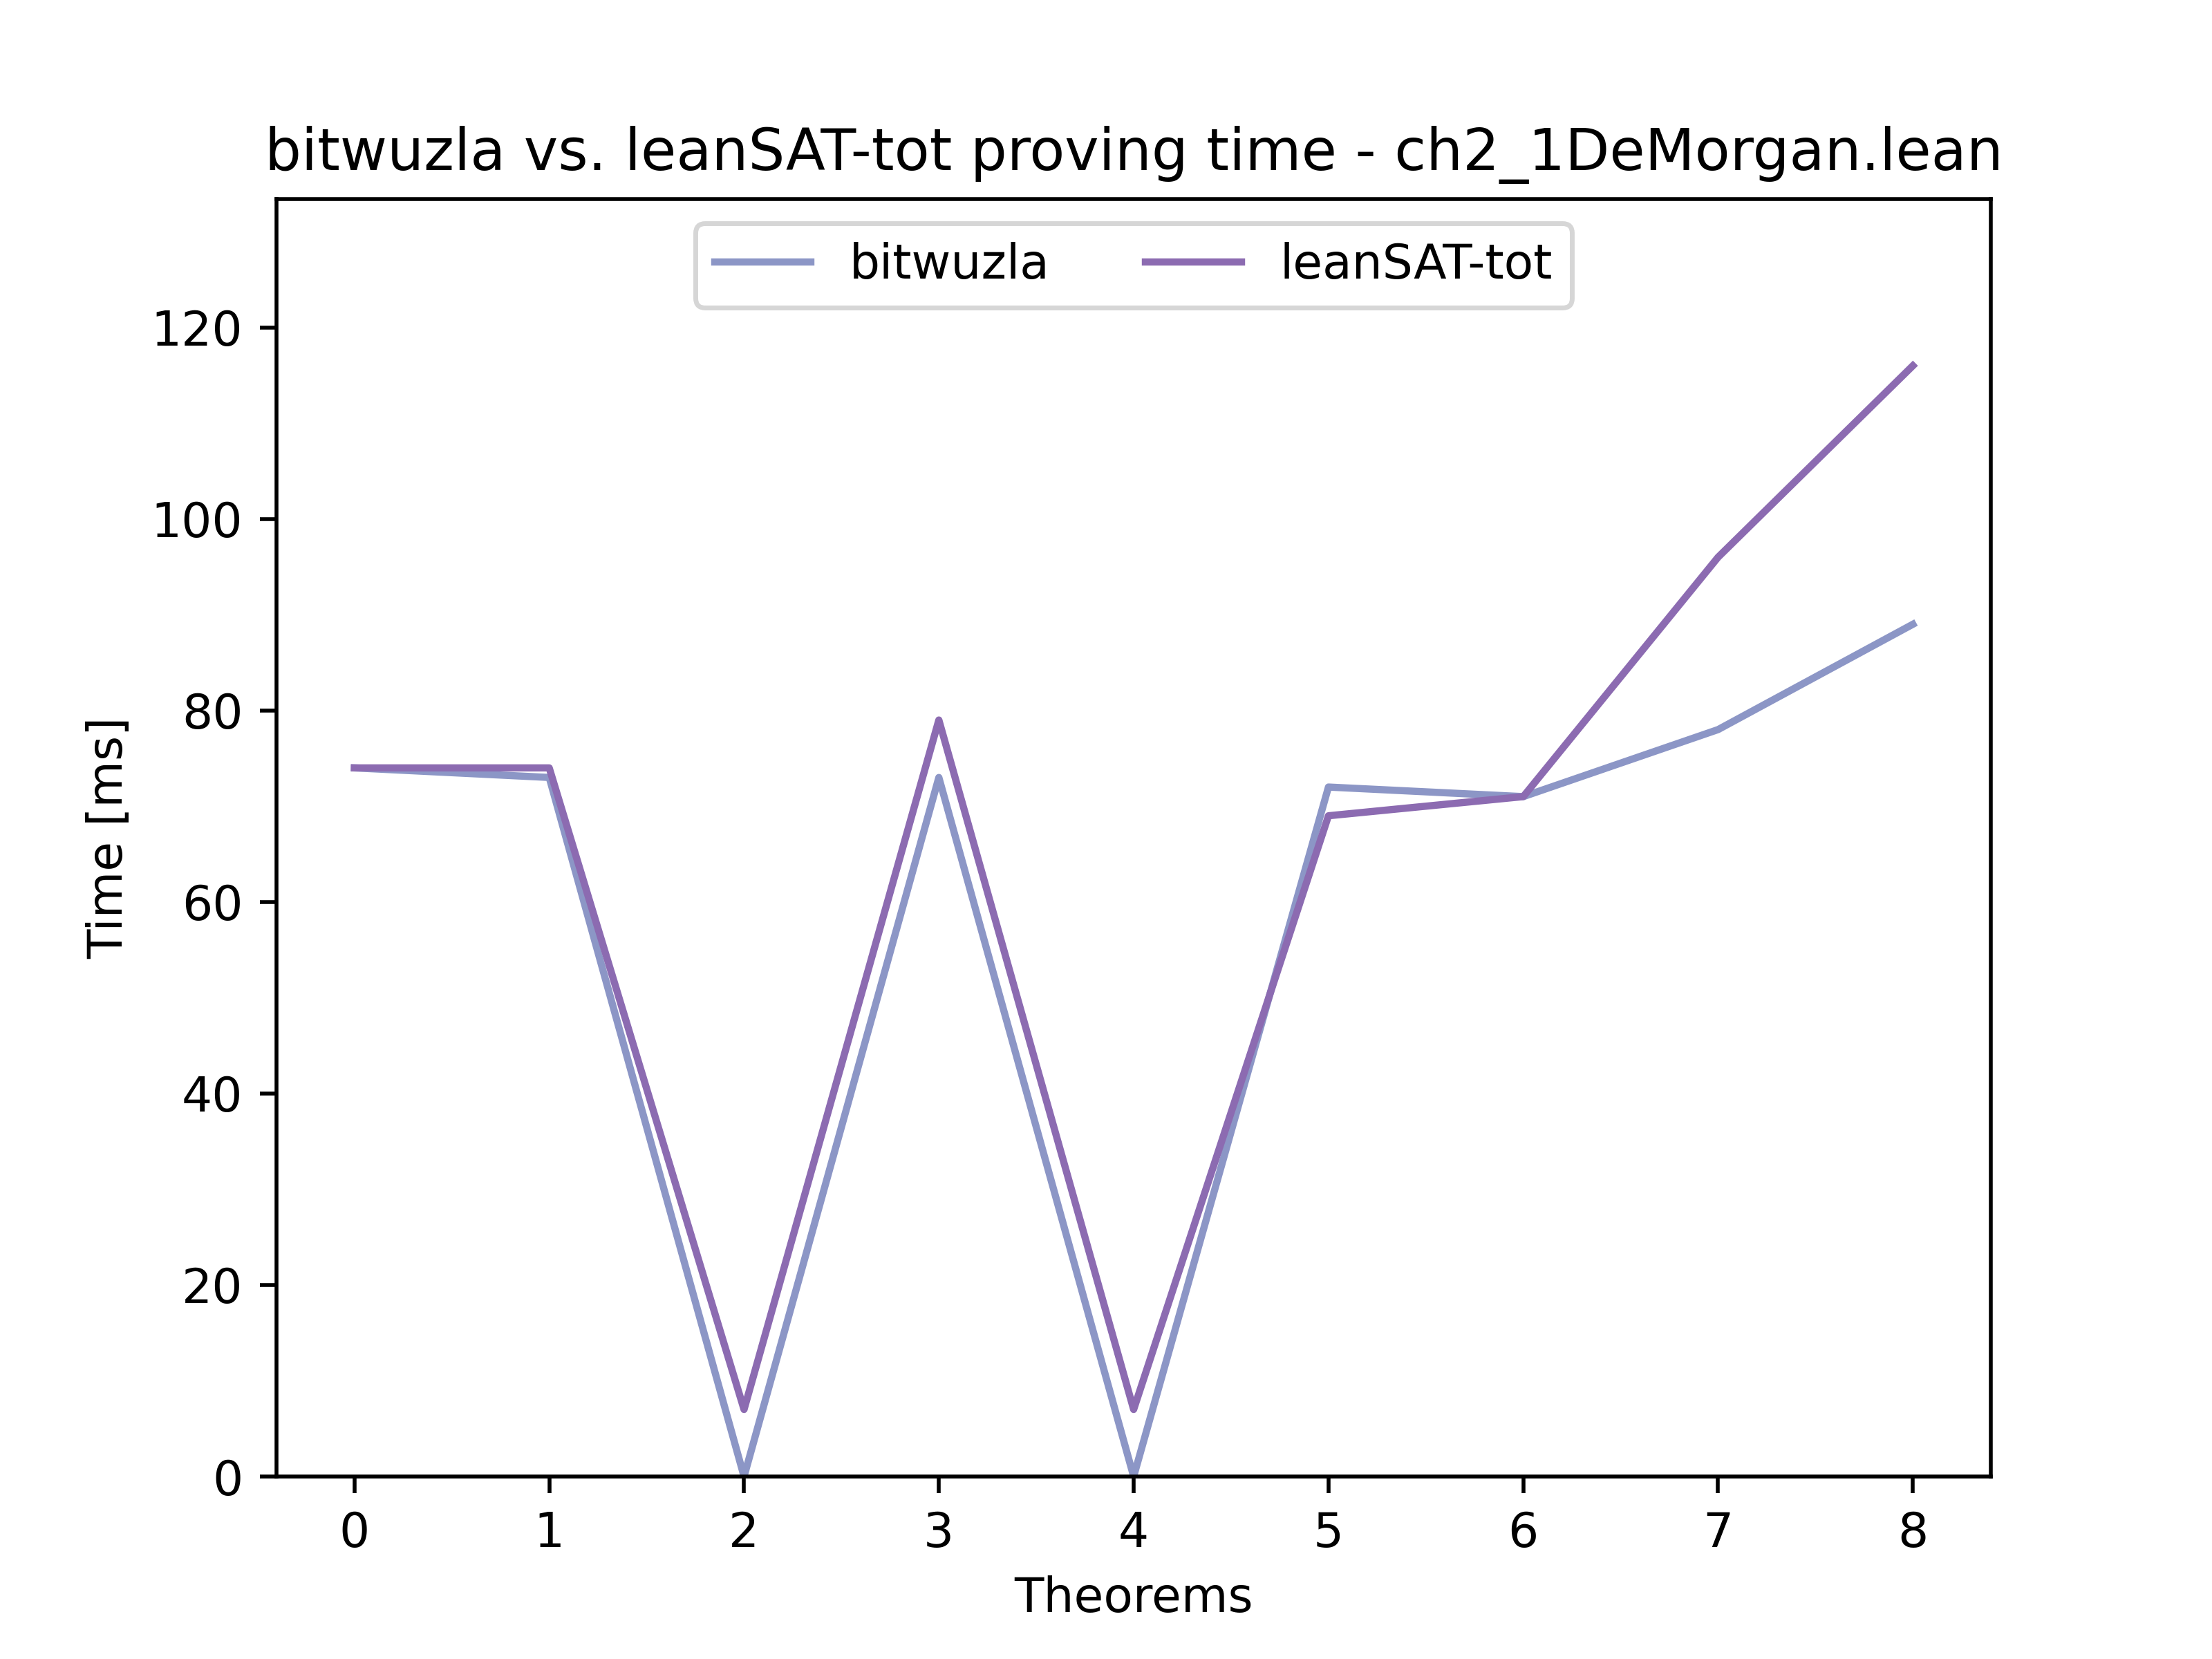 bitwuzla vs. leanSAT-tot proving time - ch2_1DeMorgan.lean
bitwuzla leanSAT-tot
120
100
80
60
40
20
0
Time [ms]
0 1 2 3 4 5 6 7 8
Theorems